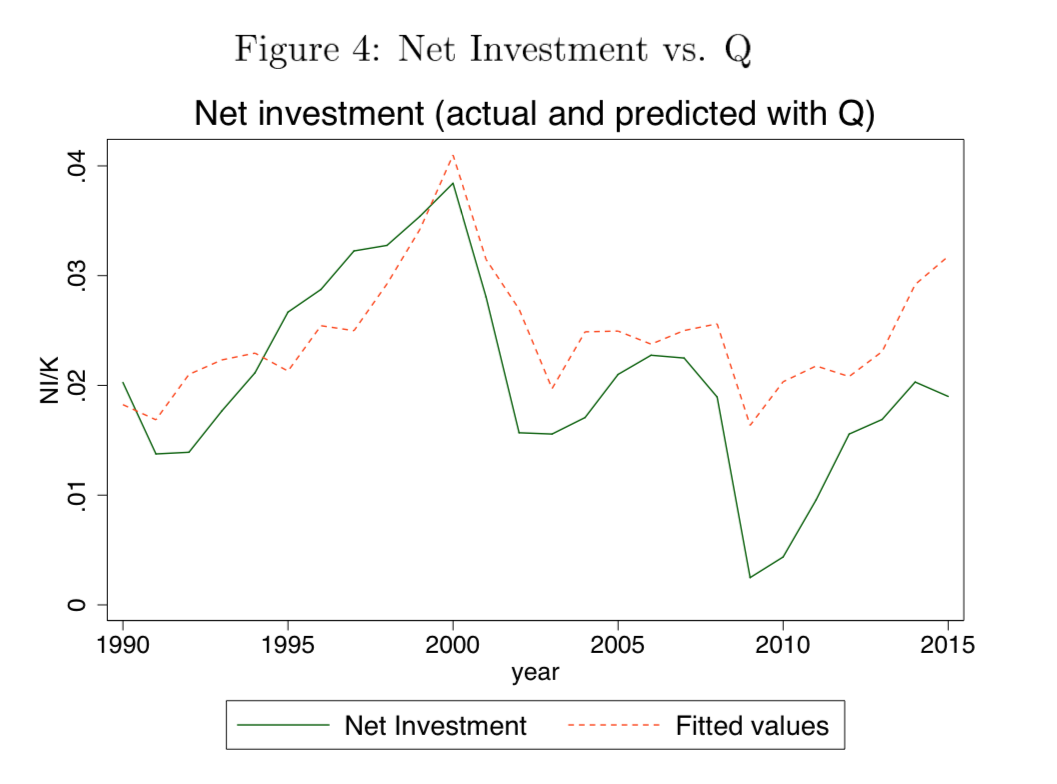 Figure 4: Net Investment vs. Q
Net investment (actual and predicted with Q)
.04
.03
.02
.01
0
NI/K
1990 1995 2000 2005 2010 2015
year
Net Investment Fitted values